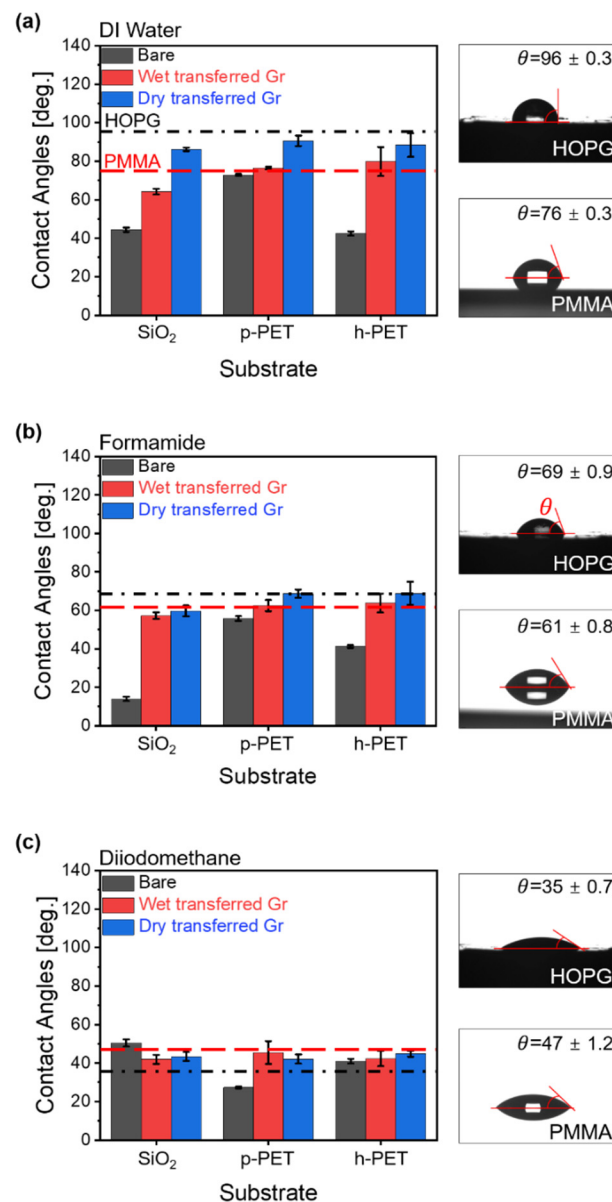 (a)
DI Water
Contact Angles [deg.]
140
120
100
80
60
40
20
0
Bare
Wet transferred Gr
Dry transferred Gr
HOPG
PMMA
SiO₂
p-PET
h-PET
Substrate
θ=96 ± 0.3
HOPG
θ=76 ± 0.3
PMMA
(b)
Formamide
Contact Angles [deg.]
140
120
100
80
60
40
20
0
Bare
Wet transferred Gr
Dry transferred Gr
SiO₂
p-PET
h-PET
Substrate
θ=69 ± 0.9
θ
HOPG
θ=61 ± 0.8
PMMA
(c)
Diiodomethane
Contact Angles [deg.]
140
120
100
80
60
40
20
0
Bare
Wet transferred Gr
Dry transferred Gr
SiO₂
p-PET
h-PET
Substrate
θ=35 ± 0.7
HOPG
θ=47 ± 1.2
PMMA